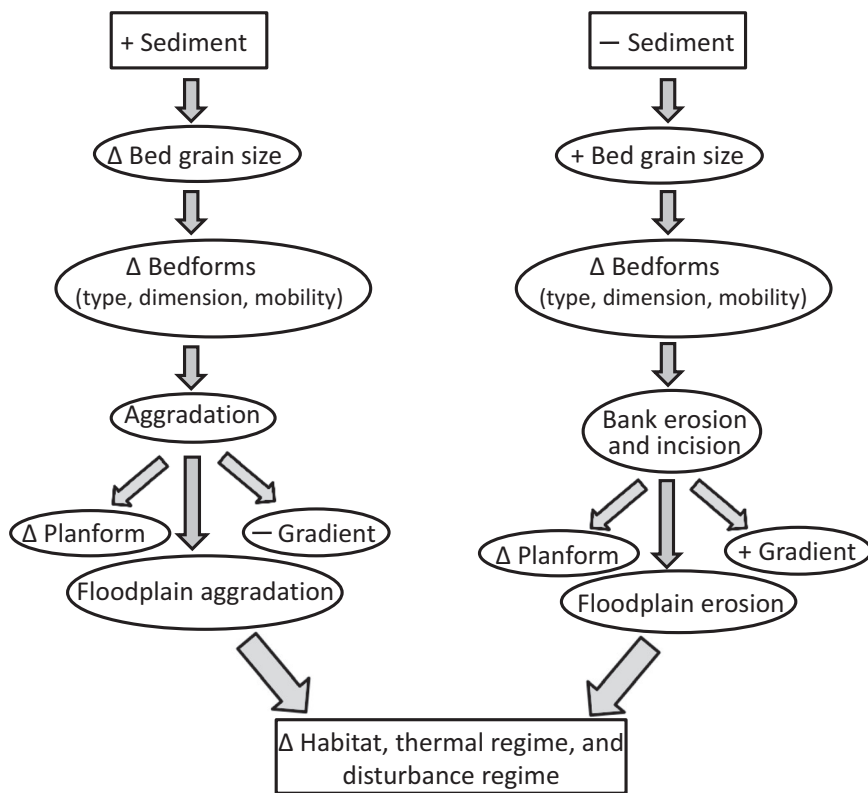 + Sediment
Δ Bed grain size
Δ Bedforms
(type, dimension, mobility)
Aggradation
Δ Planform
— Gradient
Floodplain aggradation
— Sediment
+ Bed grain size
Δ Bedforms
(type, dimension, mobility)
Bank erosion
and incision
Δ Planform
+ Gradient
Floodplain erosion
Δ Habitat, thermal regime, and
disturbance regime